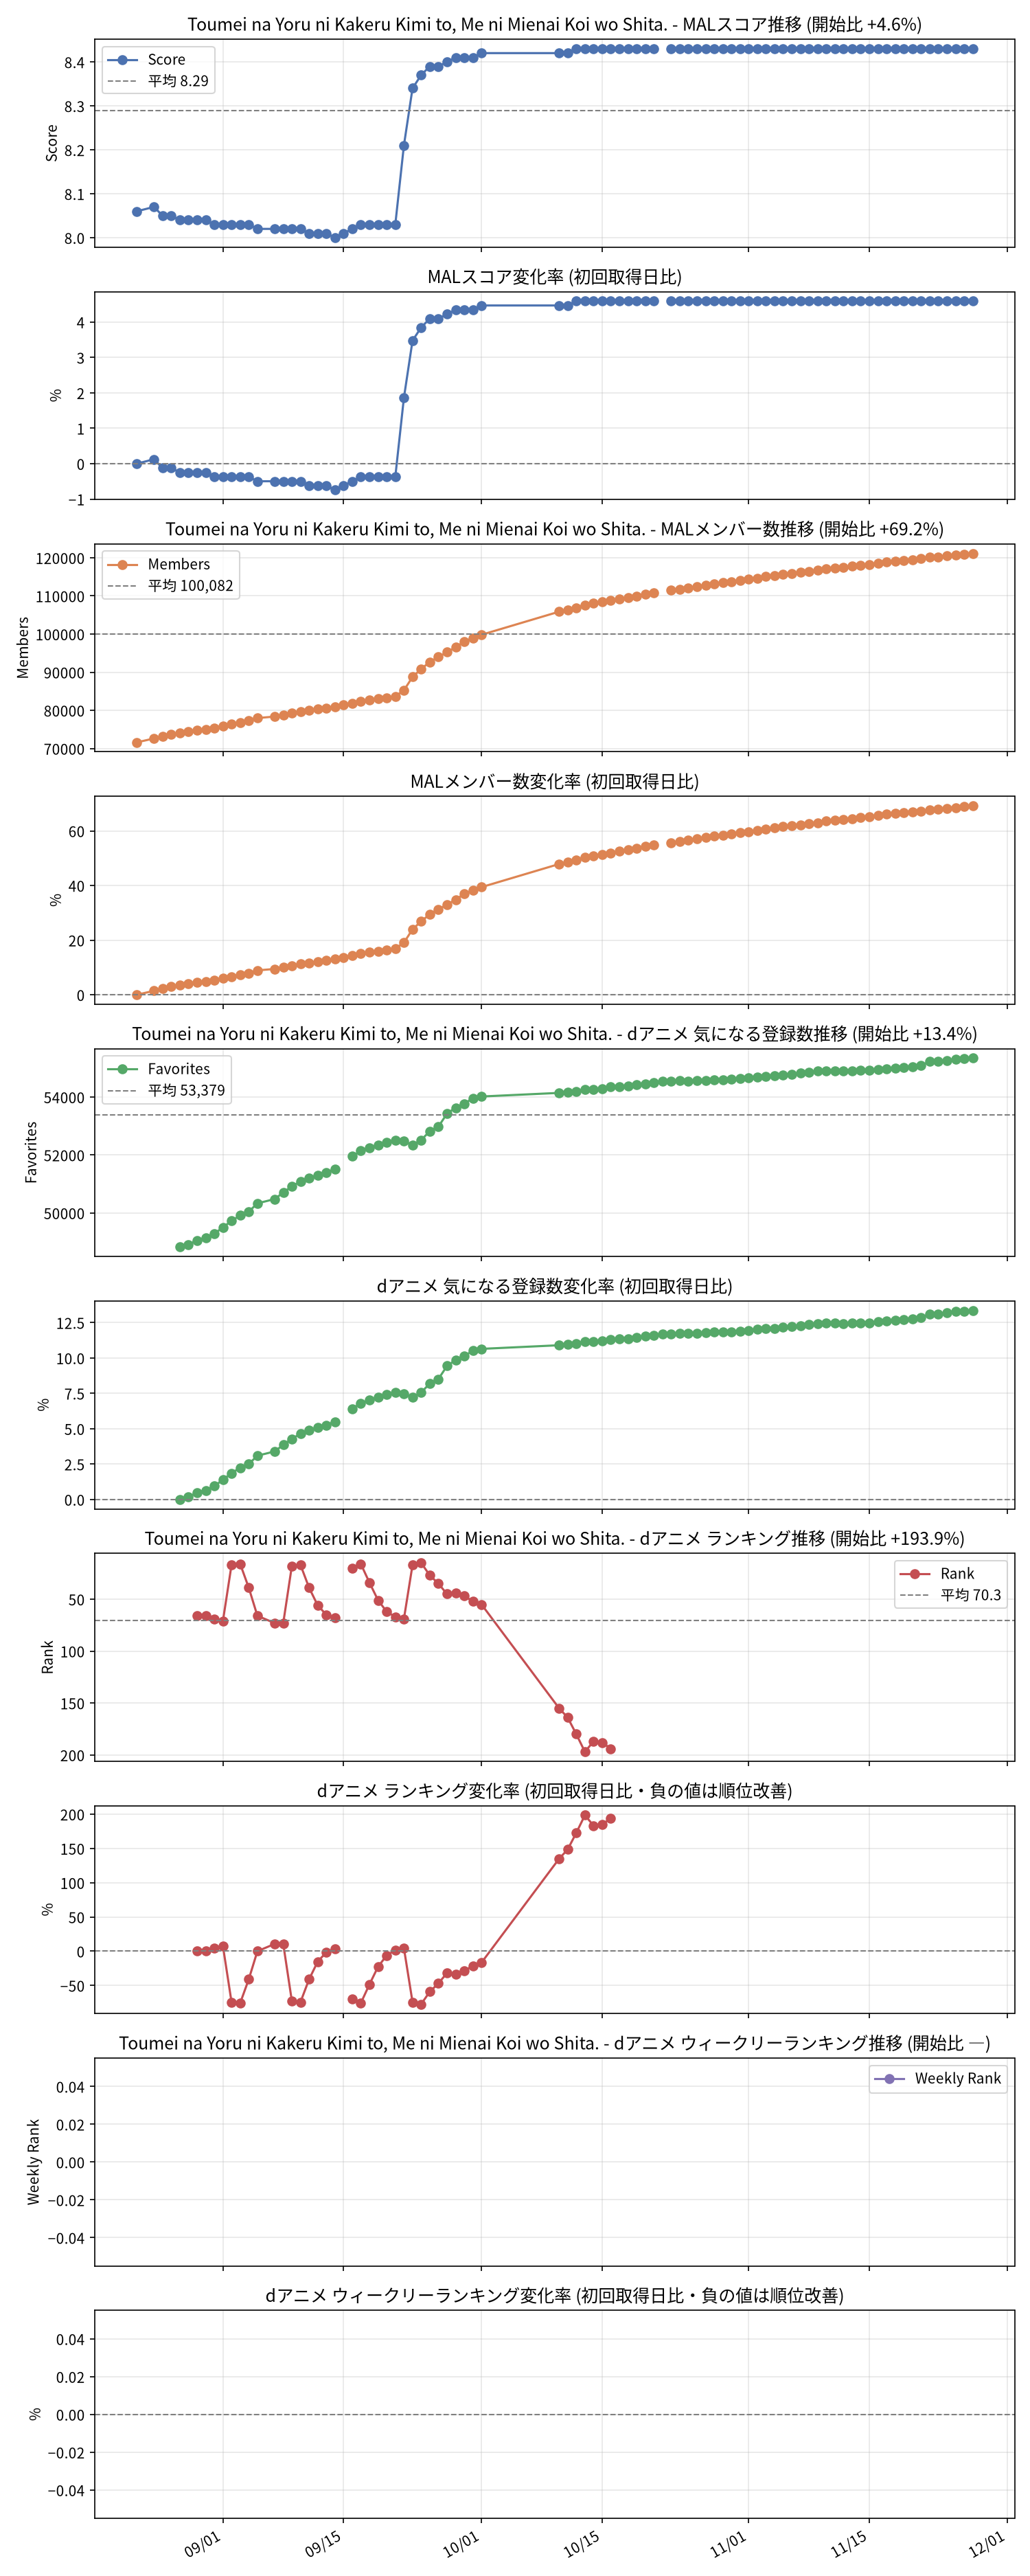 Toumei na Yoru ni Kakeru Kimi to, Me ni Mienai Koi wo Shita. - MALスコア推移 (開始比 +4.6%)
Score
平均 8.29
8.4
8.3
8.2
8.1
8.0
Score
MALスコア変化率 (初回取得日比)
4
3
2
1
0
−1
%
Toumei na Yoru ni Kakeru Kimi to, Me ni Mienai Koi wo Shita. - MALメンバー数推移 (開始比 +69.2%)
Members
平均 100,082
120000
110000
100000
90000
80000
70000
Members
MALメンバー数変化率 (初回取得日比)
60
40
20
0
%
Toumei na Yoru ni Kakeru Kimi to, Me ni Mienai Koi wo Shita. - dアニメ 気になる登録数推移 (開始比 +13.4%)
Favorites
平均 53,379
54000
52000
50000
Favorites
dアニメ 気になる登録数変化率 (初回取得日比)
12.5
10.0
7.5
5.0
2.5
0.0
%
Toumei na Yoru ni Kakeru Kimi to, Me ni Mienai Koi wo Shita. - dアニメ ランキング推移 (開始比 +193.9%)
Rank
平均 70.3
50
100
150
200
Rank
dアニメ ランキング変化率 (初回取得日比・負の値は順位改善)
200
150
100
50
0
−50
%
Toumei na Yoru ni Kakeru Kimi to, Me ni Mienai Koi wo Shita. - dアニメ ウィークリーランキング推移 (開始比 —)
Weekly Rank
0.04
0.02
0.00
−0.02
−0.04
Weekly Rank
dアニメ ウィークリーランキング変化率 (初回取得日比・負の値は順位改善)
0.04
0.02
0.00
−0.02
−0.04
%
09/01
09/15
10/01
10/15
11/01
11/15
12/01